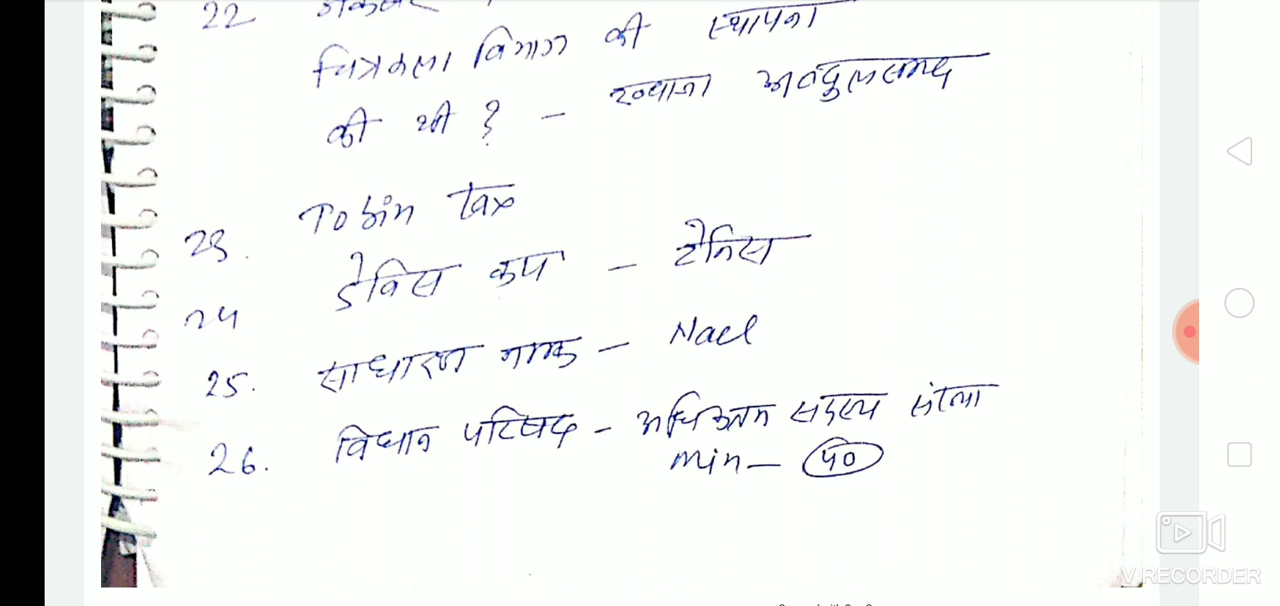 22
चित्रकला विभाग की स्थापना
की थी ? - ख्वाजा अब्दुलसमद
23. Tobin tax
24 डेविस कप - टेनिस
25. साधारण नमक - Nacl
26. विधान परिषद - अधिकतम सदस्य संख्या
min - 40
V RECORDER